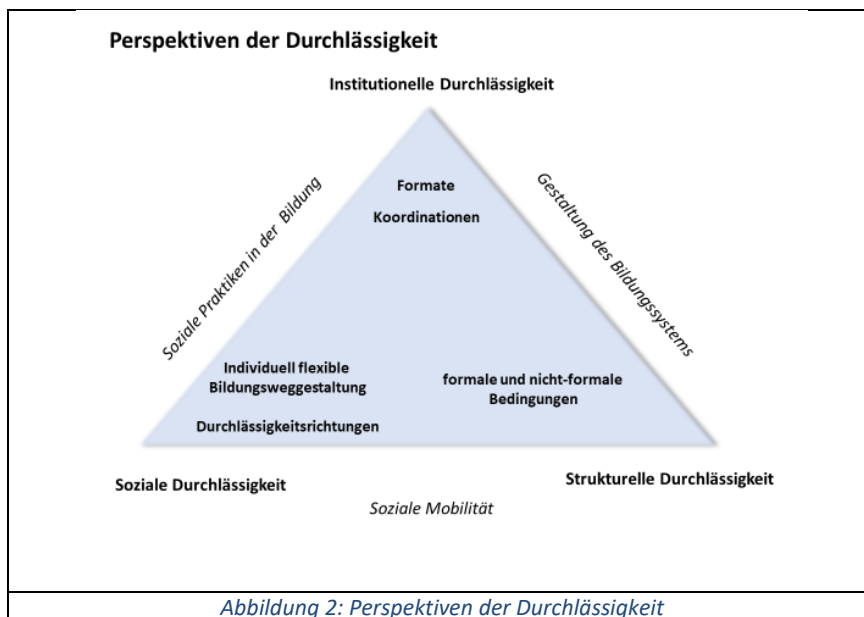 Perspektiven der Durchlässigkeit
Institutionelle Durchlässigkeit
Formate
Koordinationen
Soziale Praktiken in der Bildung
Gestaltung des Bildungssystems
Individuell flexible
Bildungsweggestaltung
Durchlässigkeitsrichtungen
formale und nicht-formale
Bedingungen
Soziale Durchlässigkeit
Strukturelle Durchlässigkeit
Soziale Mobilität
Abbildung 2: Perspektiven der Durchlässigkeit